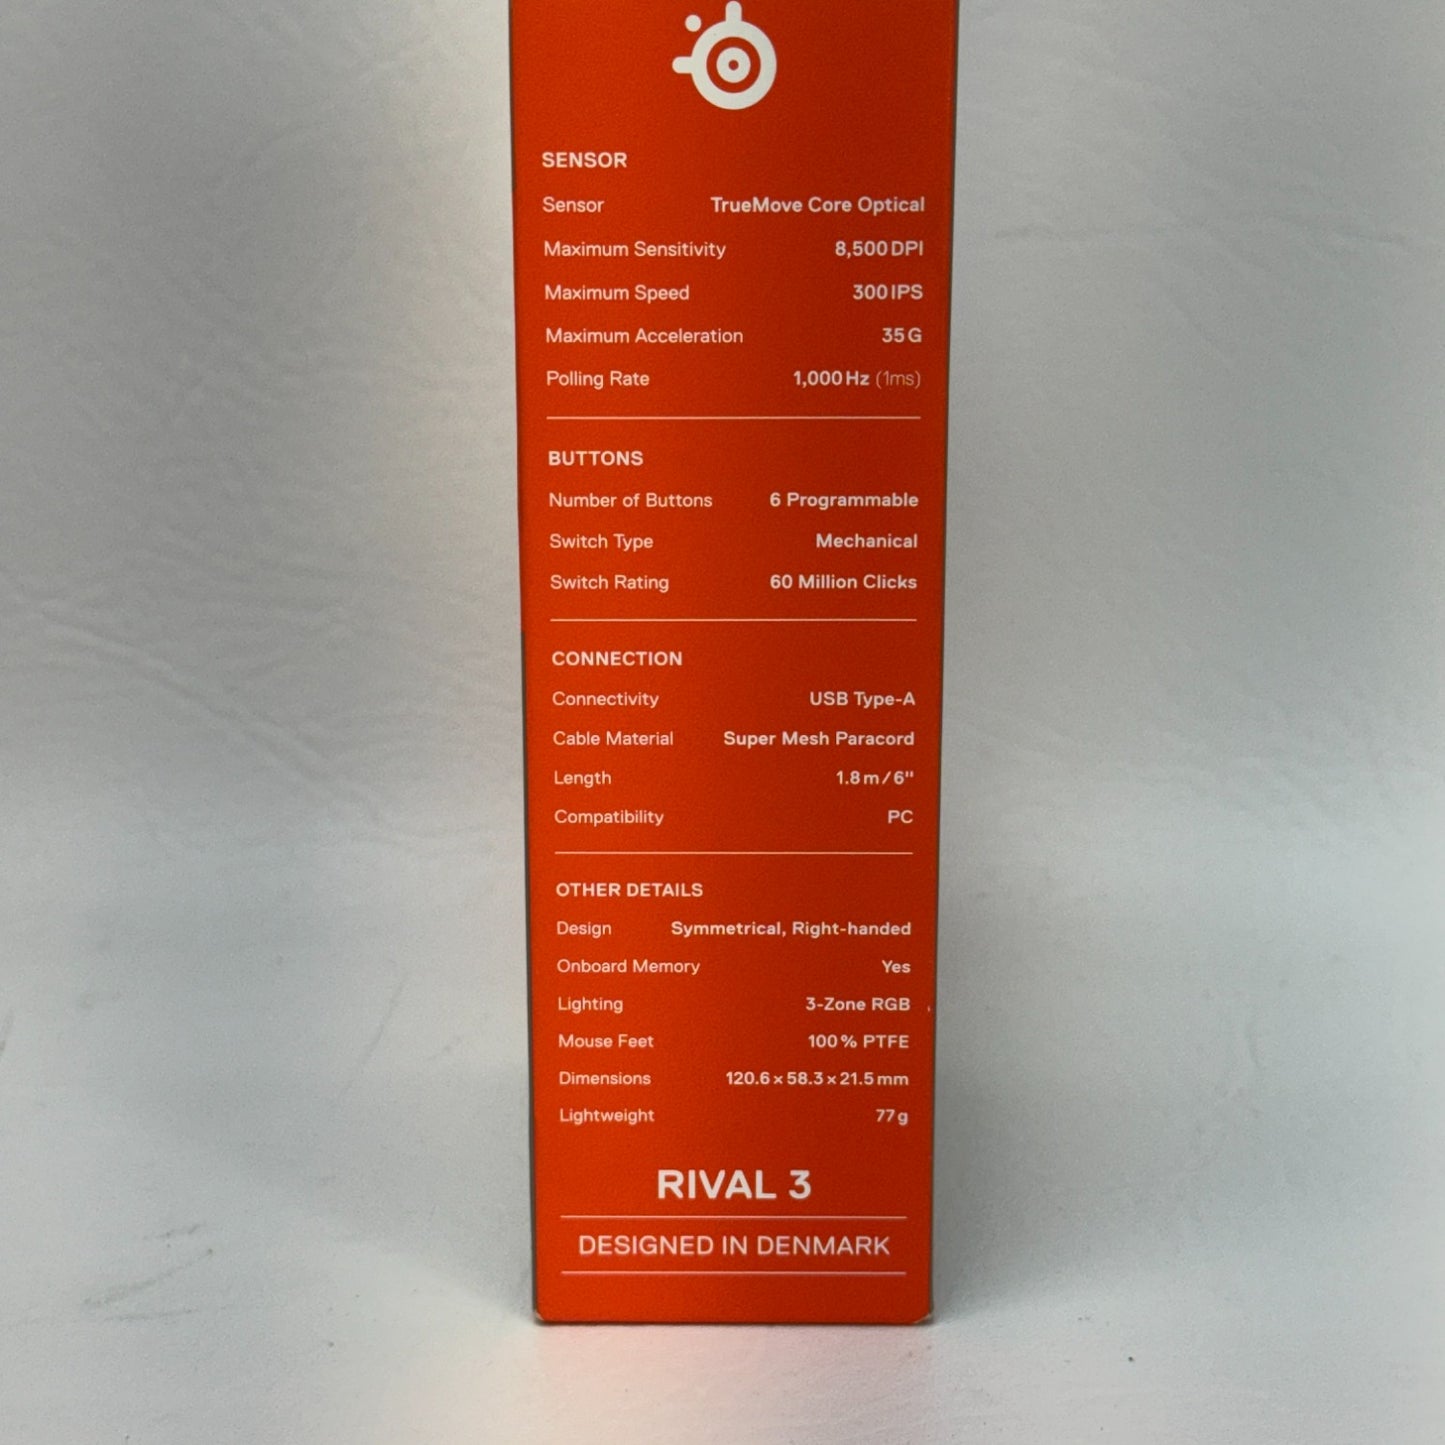 SENSOR
Sensor TrueMove Core Optical
Maximum Sensitivity 8,500 DPI
Maximum Speed 300 IPS
Maximum Acceleration 35 G
Polling Rate 1,000 Hz (1ms)
BUTTONS
Number of Buttons 6 Programmable
Switch Type Mechanical
Switch Rating 60 Million Clicks
CONNECTION
Connectivity USB Type-A
Cable Material Super Mesh Paracord
Length 1.8 m / 6"
Compatibility PC
OTHER DETAILS
Design Symmetrical, Right-handed
Onboard Memory Yes
Lighting 3-Zone RGB
Mouse Feet 100 % PTFE
Dimensions 120.6 × 58.3 × 21.5 mm
Lightweight 77 g
RIVAL 3
DESIGNED IN DENMARK